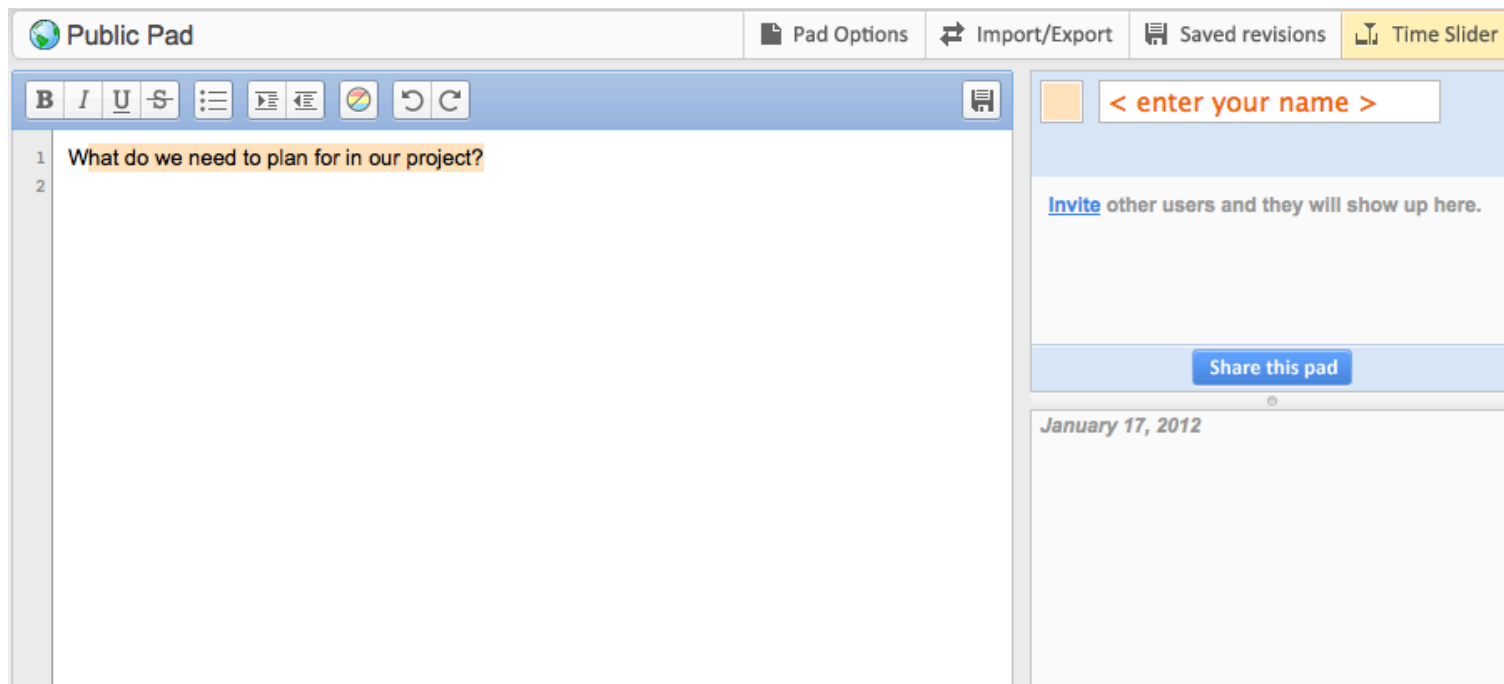 Public Pad
Pad Options
Import/Export
Saved revisions
Time Slider
B I U S
< enter your name >
1 What do we need to plan for in our project?
2
Invite other users and they will show up here.
Share this pad
January 17, 2012